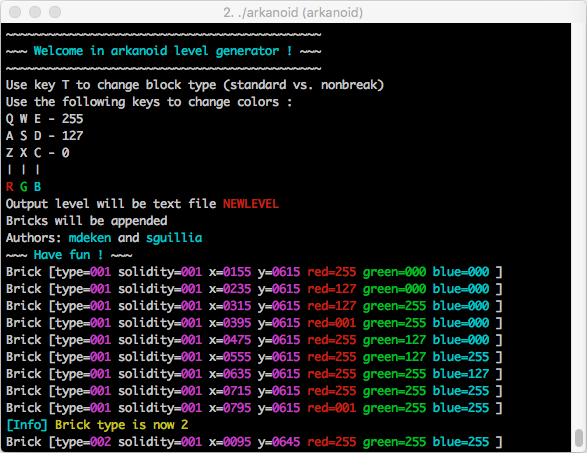 2. ./arkanoid (arkanoid)
~~~~~~~~~~~~~~~~~~~~~~~~~~~~~~~~~~~~~~~~~~~~~
~~~ Welcome in arkanoid level generator ! ~~~
~~~~~~~~~~~~~~~~~~~~~~~~~~~~~~~~~~~~~~~~~~~~~
Use key T to change block type (standard vs. nonbreak)
Use the following keys to change colors :
Q W E - 255
A S D - 127
Z X C - 0
| | |
R G B
Output level will be text file NEWLEVEL
Bricks will be appended
Authors: mdeken and sguillia
~~~ Have fun ! ~~~
Brick [type=001 solidity=001 x=0155 y=0615 red=255 green=000 blue=000 ]
Brick [type=001 solidity=001 x=0235 y=0615 red=127 green=000 blue=000 ]
Brick [type=001 solidity=001 x=0315 y=0615 red=127 green=255 blue=000 ]
Brick [type=001 solidity=001 x=0395 y=0615 red=001 green=255 blue=000 ]
Brick [type=001 solidity=001 x=0475 y=0615 red=255 green=127 blue=000 ]
Brick [type=001 solidity=001 x=0555 y=0615 red=255 green=127 blue=255 ]
Brick [type=001 solidity=001 x=0635 y=0615 red=255 green=255 blue=127 ]
Brick [type=001 solidity=001 x=0715 y=0615 red=255 green=255 blue=255 ]
Brick [type=001 solidity=001 x=0795 y=0615 red=001 green=255 blue=255 ]
[Info] Brick type is now 2
Brick [type=002 solidity=001 x=0095 y=0645 red=255 green=255 blue=255 ]